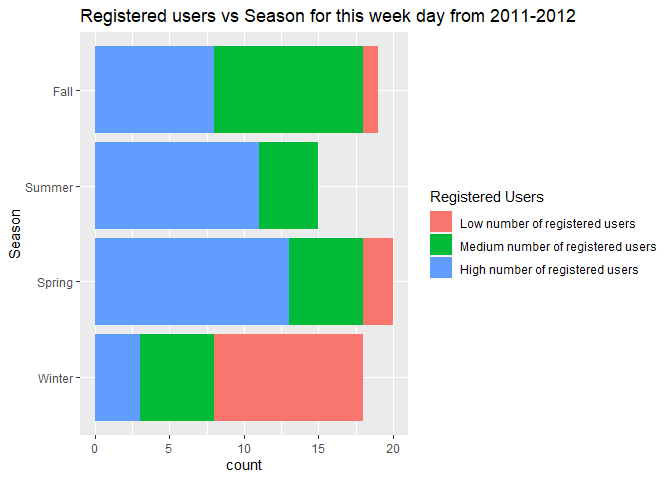 Registered users vs Season for this week day from 2011-2012
Fall
Summer
Spring
Winter
Season
0 5 10 15 20
count
Registered Users
Low number of registered users
Medium number of registered users
High number of registered users